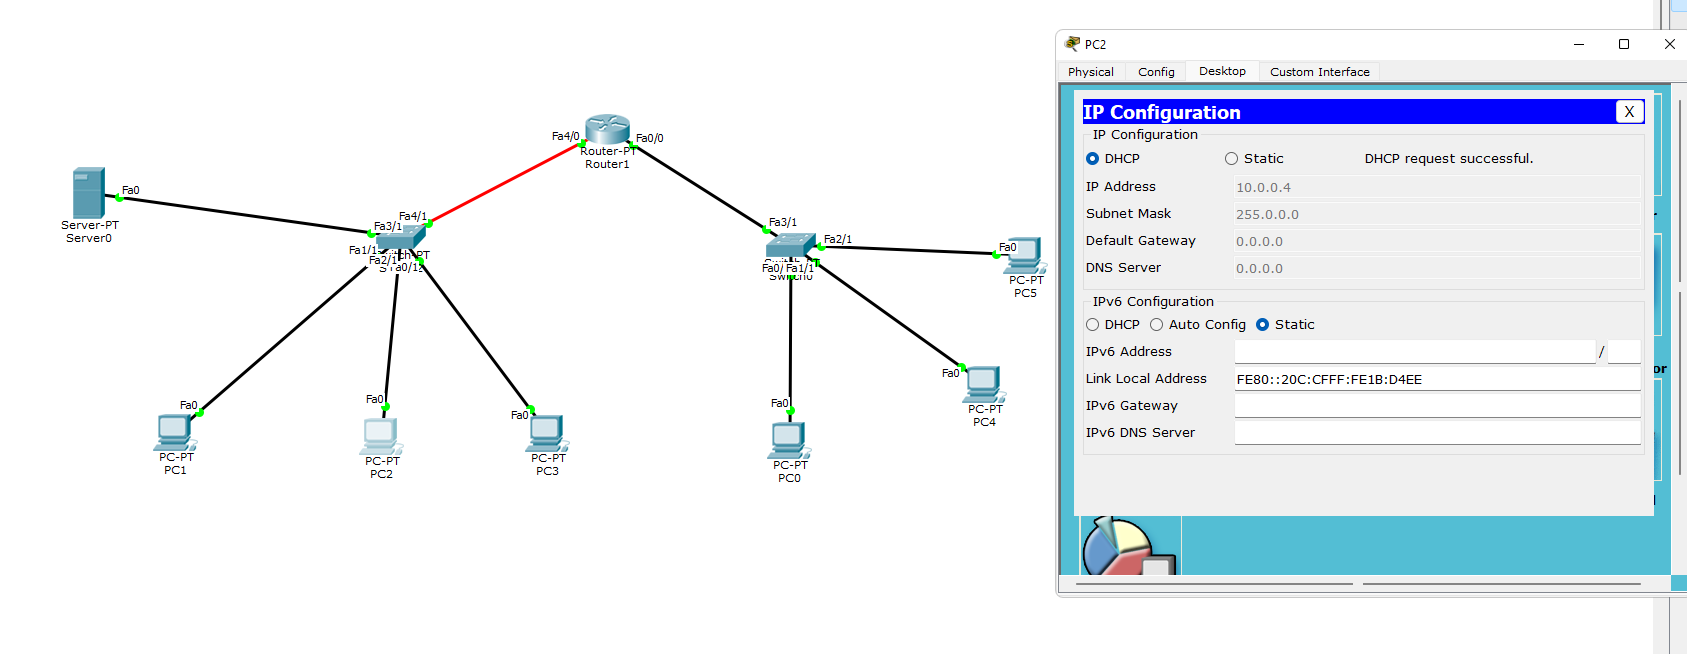 Fa4/0
Fa0/0
Router-PT
Router1
Fa0
Server-PT
Server0
Fa4/1
Fa3/1
Fa1/1
Fa2/1
Fa0/1
Fa3/1
Fa2/1
Fa0/
Fa1/1
Fa0
PC-PT
PC5
Fa0
PC-PT
PC1
Fa0
PC-PT
PC2
Fa0
PC-PT
PC3
Fa0
PC-PT
PC0
Fa0
PC-PT
PC4
PC2
Physical Config Desktop Custom Interface
IP Configuration X
IP Configuration
DHCP Static DHCP request successful.
IP Address 10.0.0.4
Subnet Mask 255.0.0.0
Default Gateway 0.0.0.0
DNS Server 0.0.0.0
IPv6 Configuration
DHCP Auto Config Static
IPv6 Address /
Link Local Address FE80::20C:CFFF:FE1B:D4EE
IPv6 Gateway
IPv6 DNS Server
or